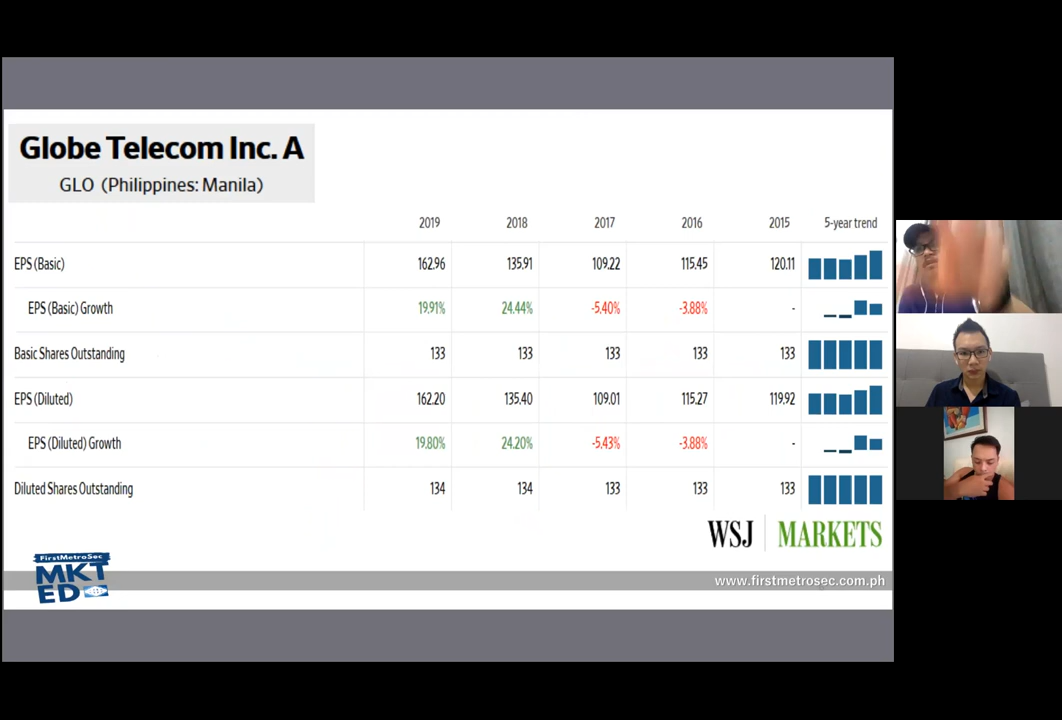 Globe Telecom Inc. A
GLO (Philippines: Manila)
2019 2018 2017 2016 2015 5-year trend
EPS (Basic) 162.96 135.91 109.22 115.45 120.11
EPS (Basic) Growth 19.91% 24.44% -5.40% -3.88% -
Basic Shares Outstanding 133 133 133 133 133
EPS (Diluted) 162.20 135.40 109.01 115.27 119.92
EPS (Diluted) Growth 19.80% 24.20% -5.43% -3.88% -
Diluted Shares Outstanding 134 134 133 133 133
WSJ MARKETS
FirstMetroSec
MKT
ED
www.firstmetrosec.com.ph